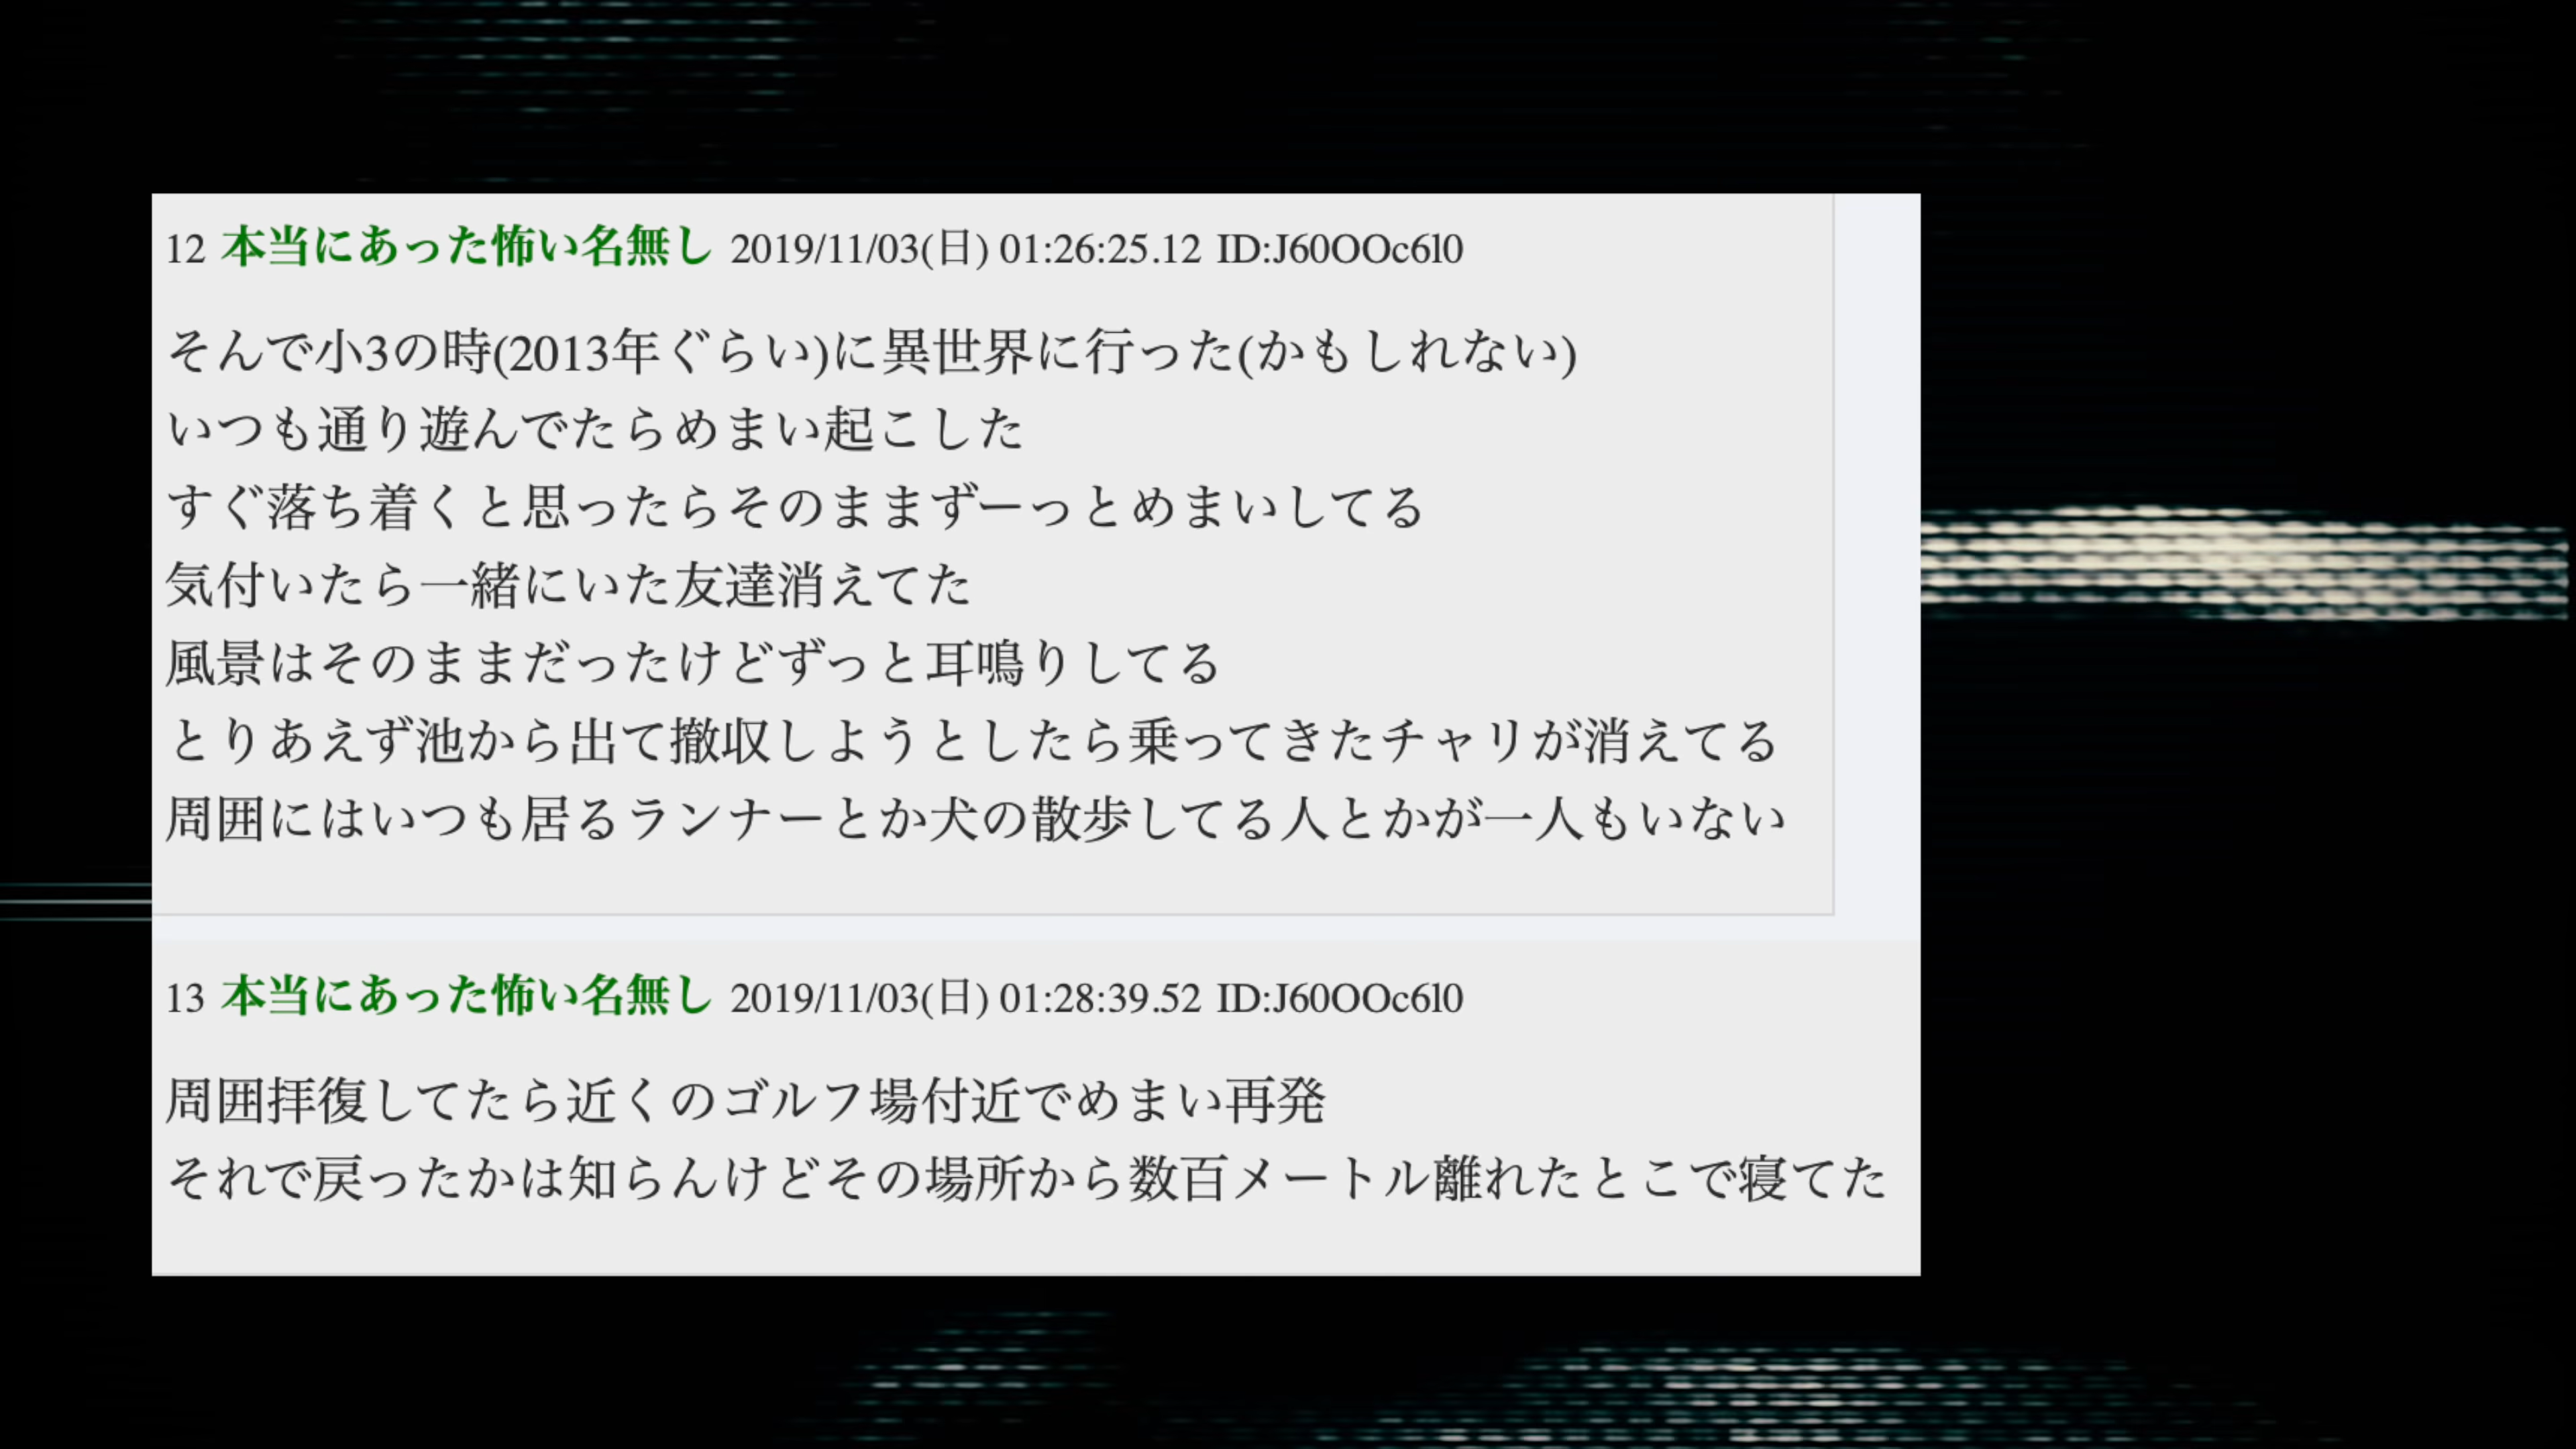 12 本当にあった怖い名無し 2019/11/03(日) 01:26:25.12 ID:J60OOc6l0
そんで小3の時(2013年ぐらい)に異世界に行った(かもしれない)
いつも通り遊んでたらめまい起こした
すぐ落ち着くと思ったらそのままずーっとめまいしてる
気付いたら一緒にいた友達消えてた
風景はそのままだったけどずっと耳鳴りしてる
とりあえず池から出て撤収しようとしたら乗ってきたチャリが消えてる
周囲にはいつも居るランナーとか犬の散歩してる人とかが一人もいない
13 本当にあった怖い名無し 2019/11/03(日) 01:28:39.52 ID:J60OOc6l0
周囲拝復してたら近くのゴルフ場付近でめまい再発
それで戻ったかは知らんけどその場所から数百メートル離れたとこで寝てた